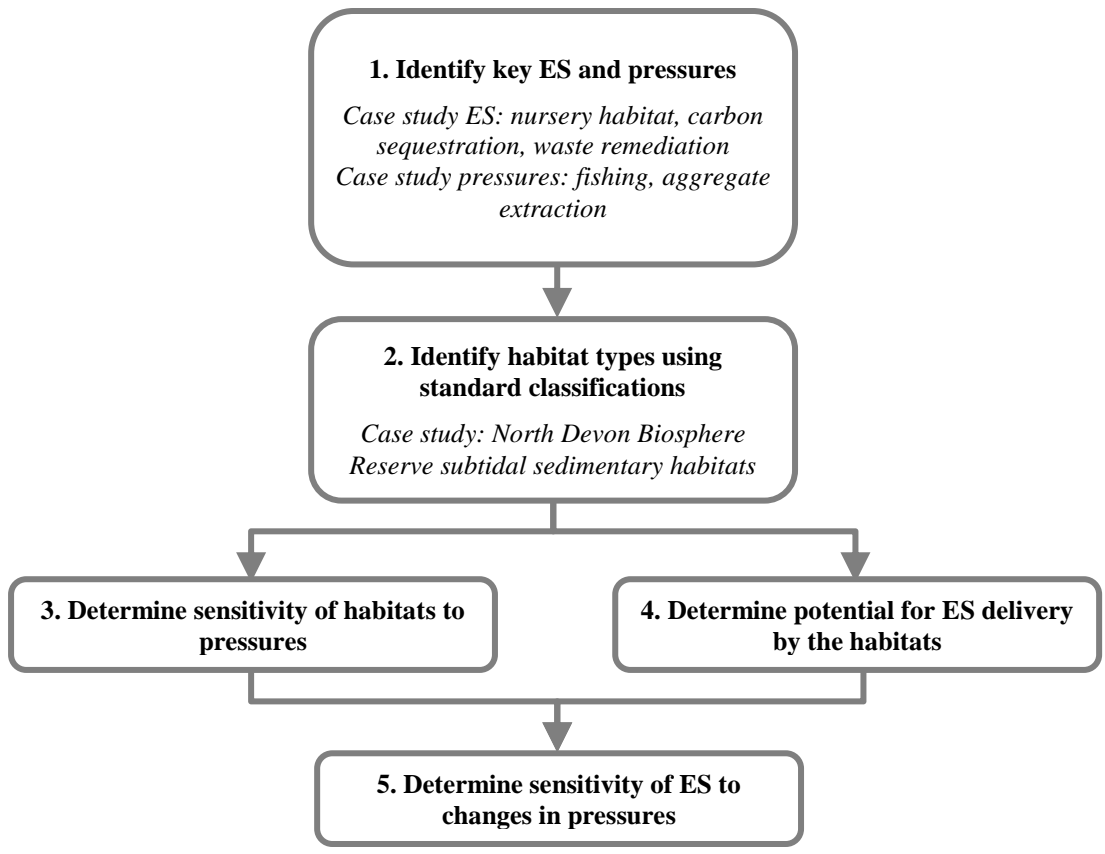 1. Identify key ES and pressures
Case study ES: nursery habitat, carbon
sequestration, waste remediation
Case study pressures: fishing, aggregate
extraction
2. Identify habitat types using
standard classifications
Case study: North Devon Biosphere
Reserve subtidal sedimentary habitats
3. Determine sensitivity of habitats to
pressures
4. Determine potential for ES delivery
by the habitats
5. Determine sensitivity of ES to
changes in pressures